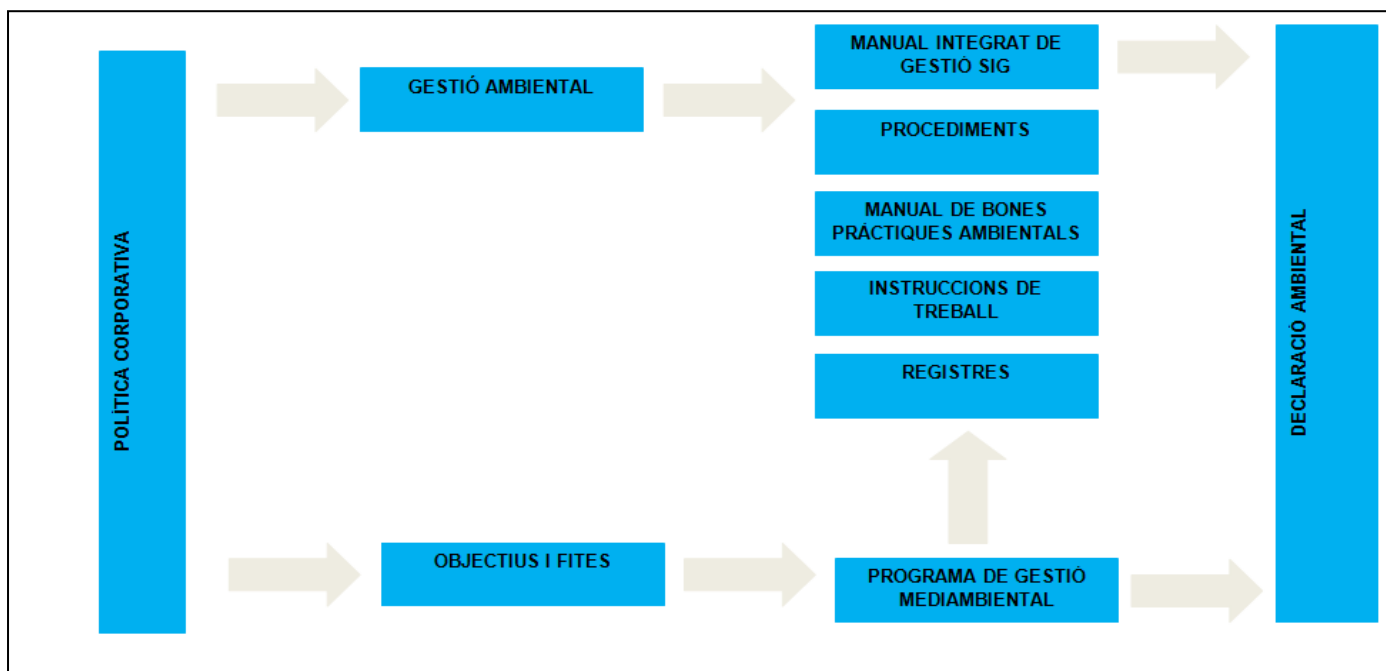 POLÍTICA CORPORATIVA
GESTIÓ AMBIENTAL
MANUAL INTEGRAT DE
GESTIÓ SIG
PROCEDIMENTS
MANUAL DE BONES
PRÀCTIQUES AMBIENTALS
INSTRUCCIONS DE
TREBALL
REGISTRES
OBJECTIUS I FITES
PROGRAMA DE GESTIÓ
MEDIAMBIENTAL
DECLARACIÓ AMBIENTAL